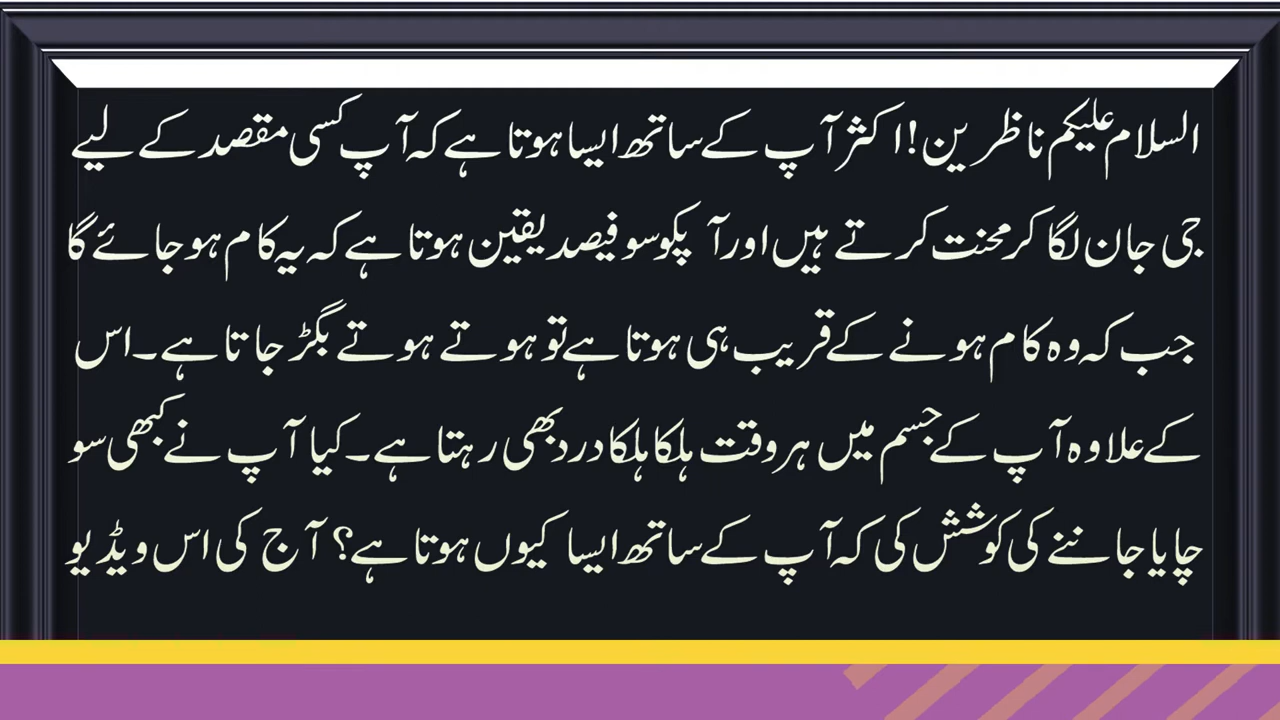 السلام علیکم ناظرین! اکثر آپ کے ساتھ ایسا ہوتا ہے کہ آپ کسی مقصد کے لیے
جی جان لگا کر محنت کرتے ہیں اور آپکو سو فیصد یقین ہوتا ہے کہ یہ کام ہو جائے گا
جب کہ وہ کام ہونے کے قریب ہی ہوتا ہے تو ہوتے ہوتے بگڑ جاتا ہے۔ اس
کے علاوہ آپ کے جسم میں ہر وقت ہلکا ہلکا درد بھی رہتا ہے۔ کیا آپ نے کبھی سو
چا یا جاننے کی کوشش کی کہ آپ کے ساتھ ایسا کیوں ہوتا ہے؟ آج کی اس ویڈیو